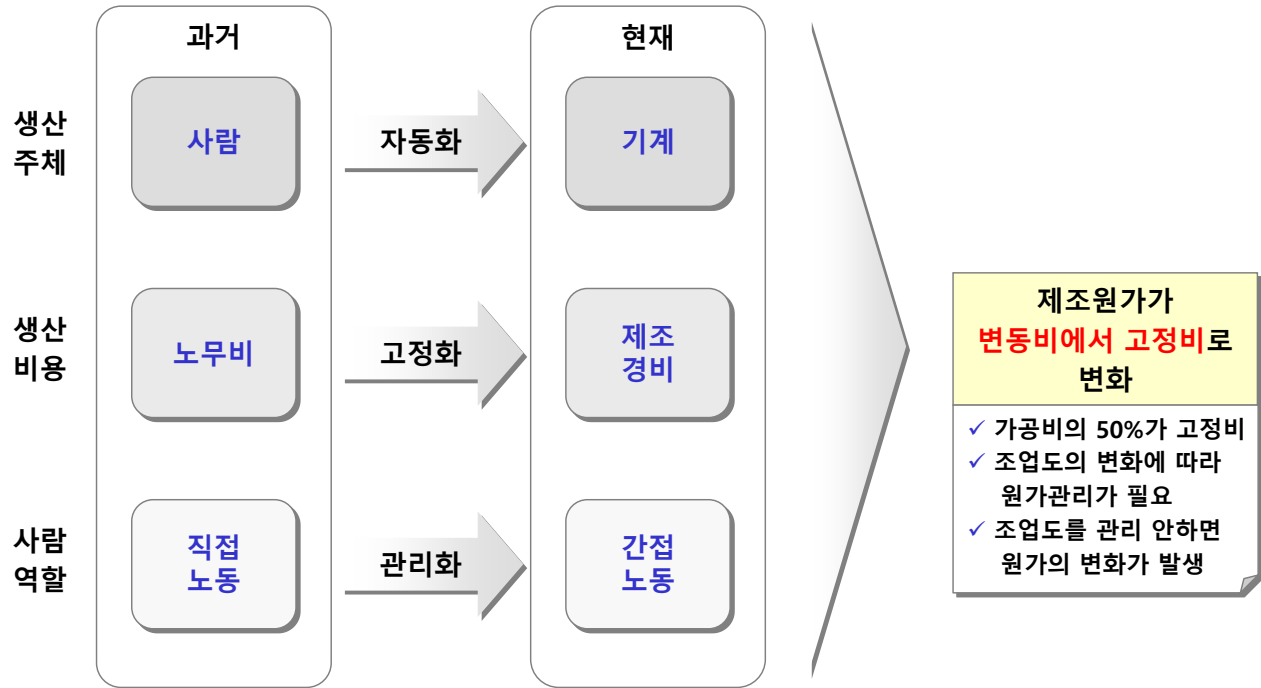 과거
현재
생산
주체
사람
자동화
기계
생산
비용
노무비
고정화
제조
경비
사람
역할
직접
노동
관리화
간접
노동
제조원가가
변동비에서 고정비로
변화
✓ 가공비의 50%가 고정비
✓ 조업도의 변화에 따라
원가관리가 필요
✓ 조업도를 관리 안하면
원가의 변화가 발생